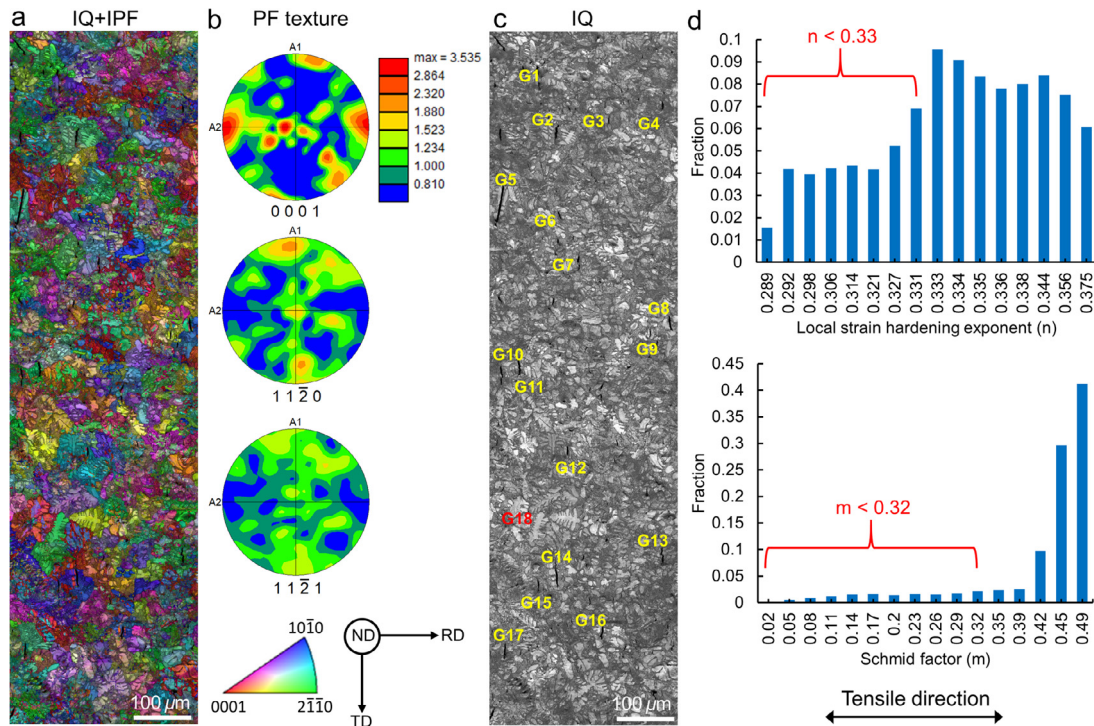 a IQ+IPF
b PF texture
c IQ
d
A1
A2
0 0 0 1
max = 3.535
2.864
2.320
1.880
1.523
1.234
1.000
0.810
A1
A2
1 1 2̅ 0
A1
A2
1 1 2̅ 1
0001
101̅0
21̅1̅0
ND
RD
TD
100 µm
G1
G2
G3
G4
G5
G6
G7
G8
G9
G10
G11
G12
G18
G13
G14
G15
G16
G17
100 µm
n < 0.33
Fraction
0.1
0.09
0.08
0.07
0.06
0.05
0.04
0.03
0.02
0.01
0
0.289 0.292 0.298 0.306 0.314 0.321 0.327 0.331 0.333 0.334 0.335 0.336 0.338 0.344 0.356 0.375
Local strain hardening exponent (n)
m < 0.32
Fraction
0.45
0.4
0.35
0.3
0.25
0.2
0.15
0.1
0.05
0
0.02 0.05 0.08 0.11 0.14 0.17 0.2 0.23 0.26 0.29 0.32 0.35 0.39 0.42 0.45 0.49
Schmid factor (m)
Tensile direction